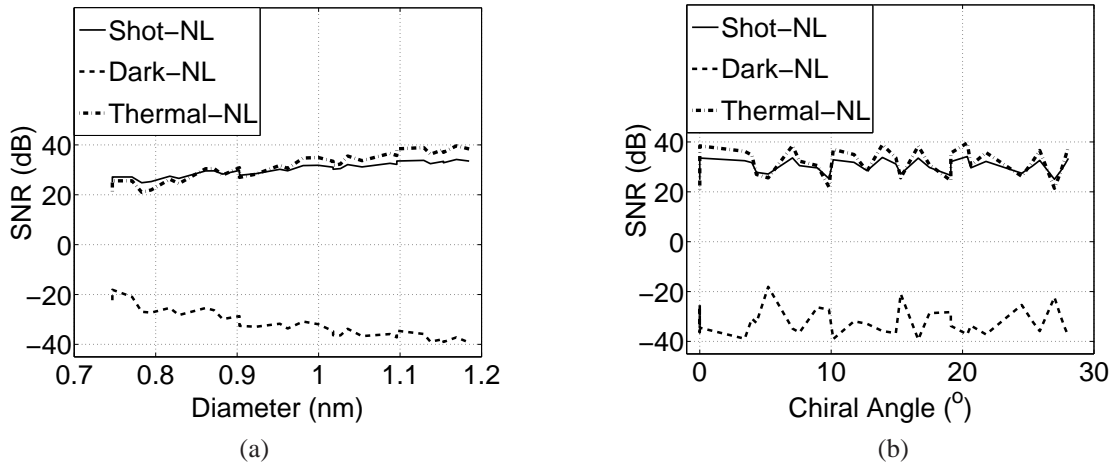 Shot−NL
Dark−NL
Thermal−NL
SNR (dB)
40
20
0
−20
−40
0.7 0.8 0.9 1 1.1 1.2
Diameter (nm)
(a)
Shot−NL
Dark−NL
Thermal−NL
SNR (dB)
40
20
0
−20
−40
0 10 20 30
Chiral Angle (o)
(b)